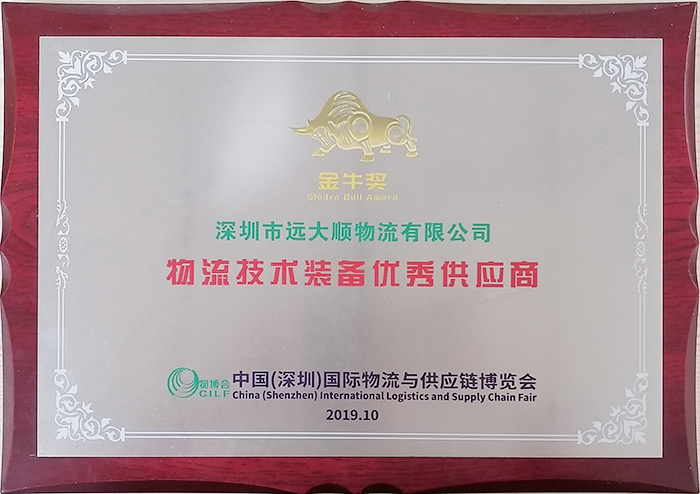 金牛奖
Gloden Bull Award
深圳市远大顺物流有限公司
物流技术装备优秀供应商
物博会 中国(深圳)国际物流与供应链博览会
CILF China (Shenzhen) International Logistics and Supply Chain Fair
2019.10